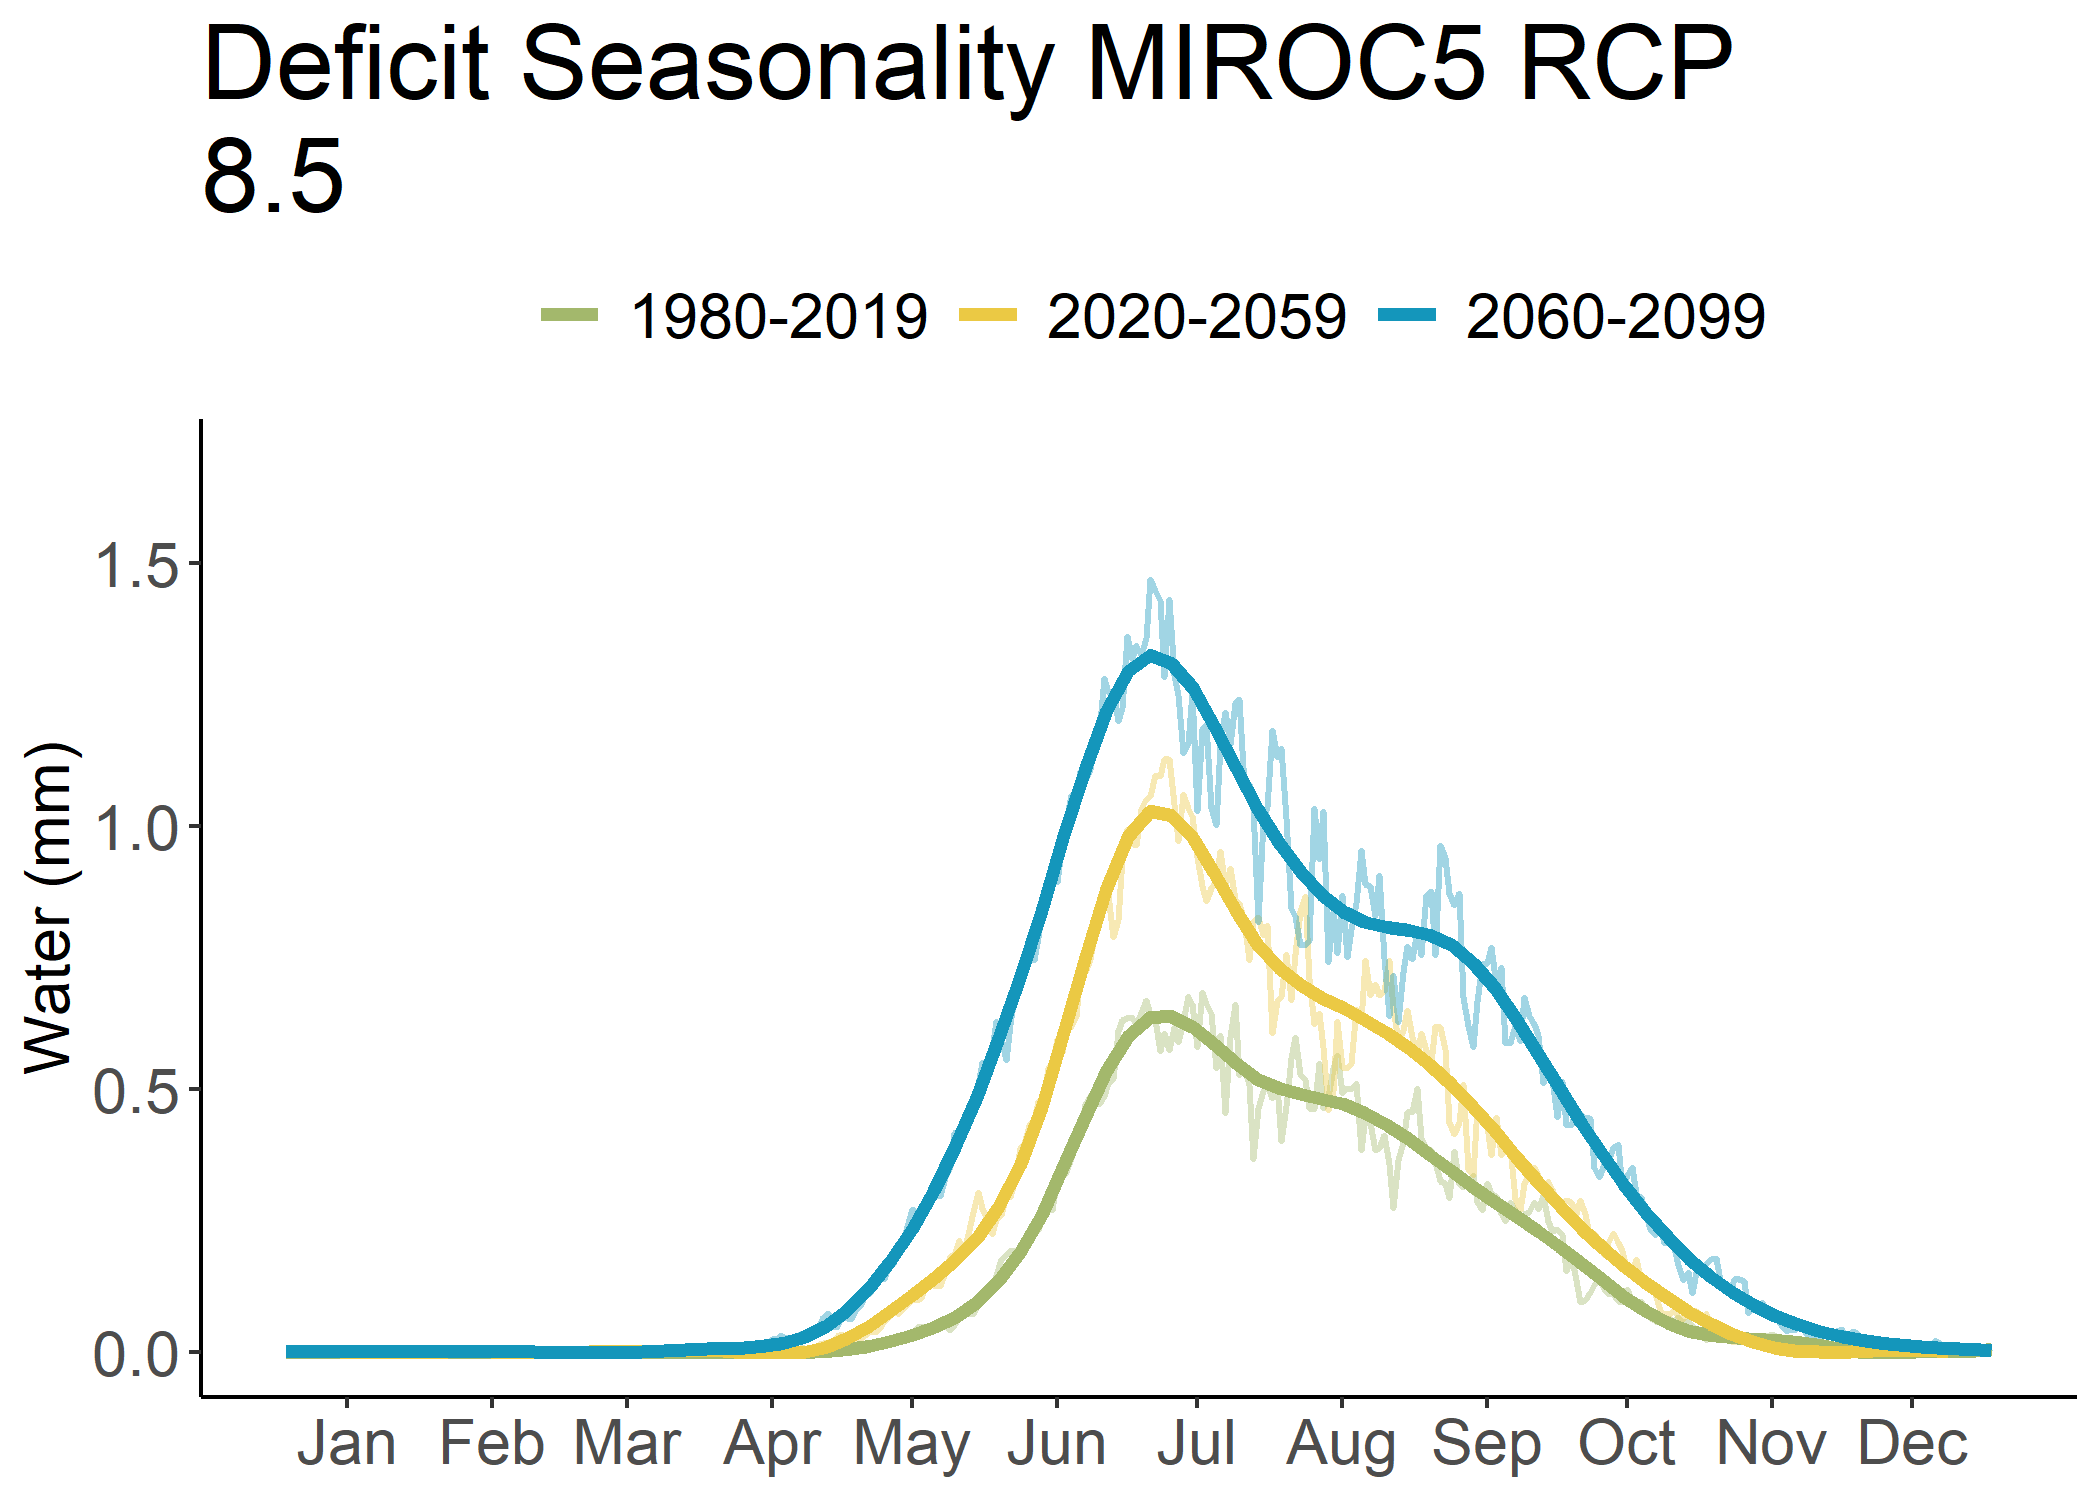 Deficit Seasonality MIROC5 RCP
8.5
1980-2019 2020-2059 2060-2099
1.5
1.0
0.5
0.0
Water (mm)
Jan Feb Mar Apr May Jun Jul Aug Sep Oct Nov Dec